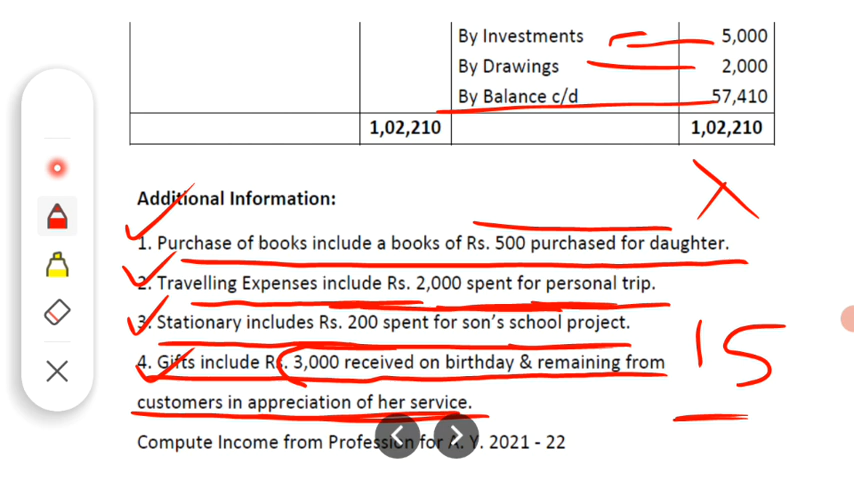 By Investments 5,000
By Drawings 2,000
By Balance c/d 57,410
1,02,210 1,02,210
Additional Information:
1. Purchase of books include a books of Rs. 500 purchased for daughter.
2. Travelling Expenses include Rs. 2,000 spent for personal trip.
3. Stationary includes Rs. 200 spent for son's school project.
4. Gifts include Rs. 3,000 received on birthday & remaining from
customers in appreciation of her service.
15
Compute Income from Profession for A. Y. 2021 - 22